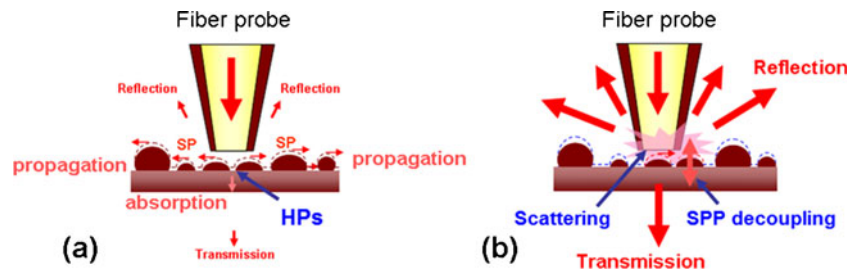 Fiber probe
Reflection
Reflection
SP
SP
propagation
propagation
absorption
HPs
(a)
Transmission
Fiber probe
Reflection
Scattering
SPP decoupling
(b)
Transmission